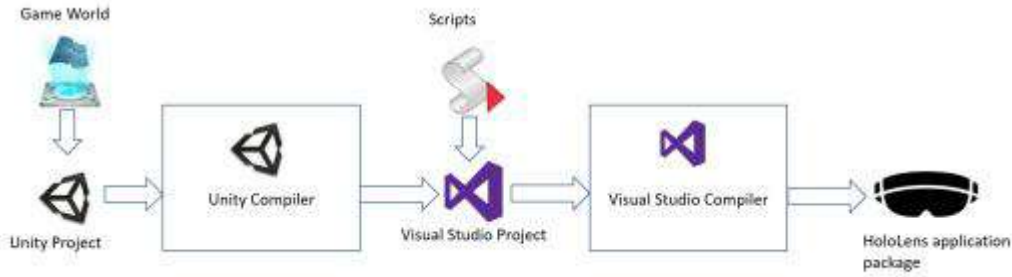 Game World
Scripts
Unity Compiler
Visual Studio Compiler
Unity Project
Visual Studio Project
HoloLens application
package